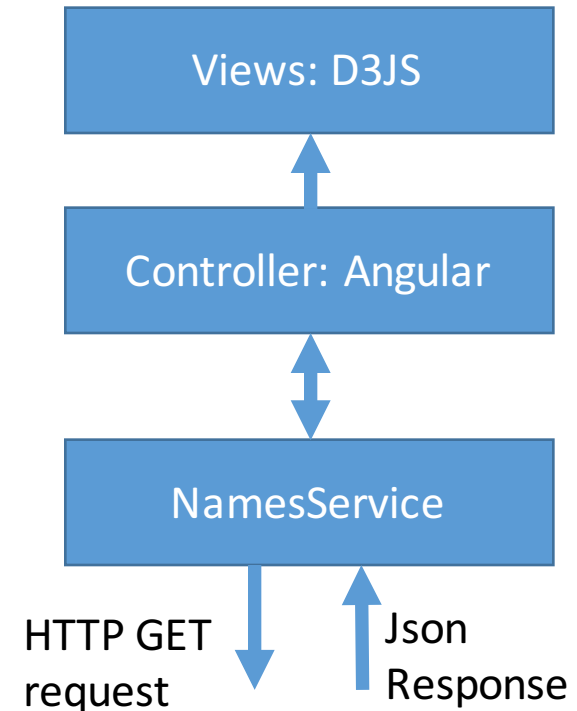 Views: D3JS
Controller: Angular
NamesService
HTTP GET
request
Json
Response